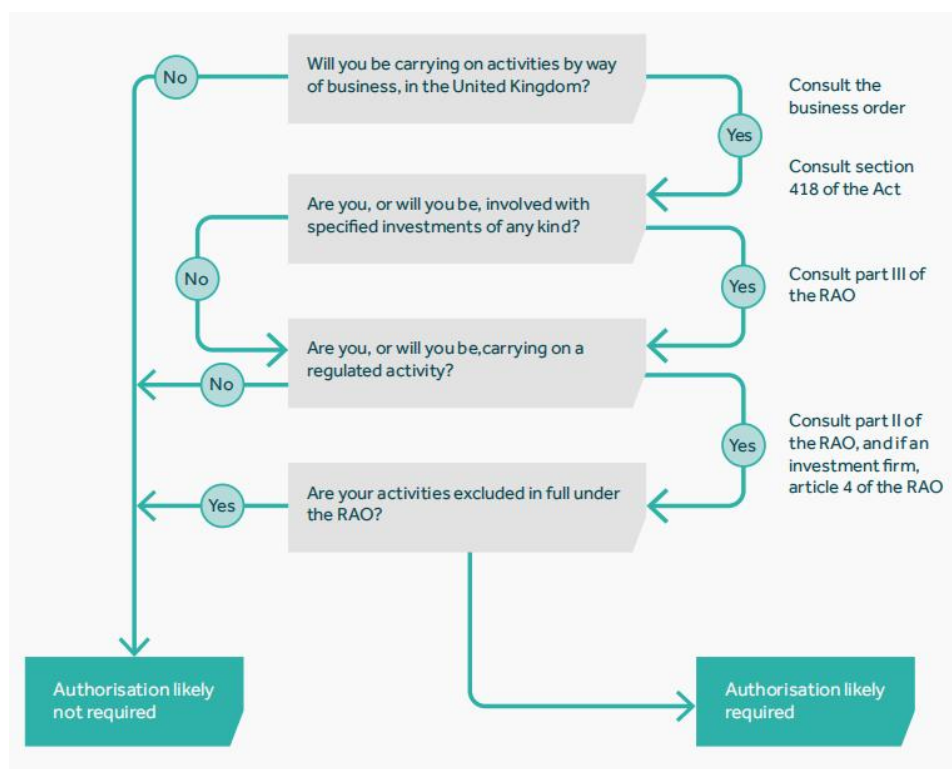 Will you be carrying on activities by way
of business, in the United Kingdom?
No
Yes
Consult the
business order
Consult section
418 of the Act
Are you, or will you be, involved with
specified investments of any kind?
No
Yes
Consult part III of
the RAO
Are you, or will you be,carrying on a
regulated activity?
No
Yes
Consult part II of
the RAO, and if an
investment firm,
article 4 of the RAO
Are your activities excluded in full under
the RAO?
Yes
Authorisation likely
not required
Authorisation likely
required